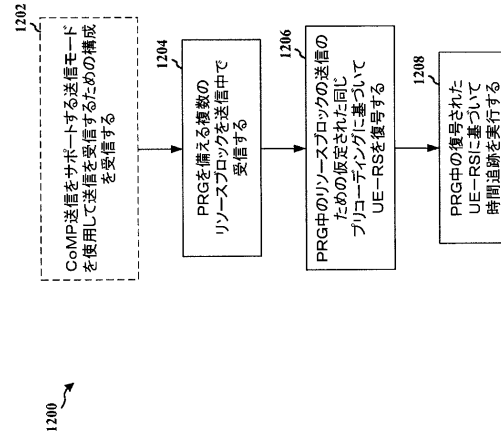 1200
1202
CoMP送信をサポートする送信モード
を使用して送信を受信するための構成
を受信する
1204
PRGを備える複数の
リソースブロックを送信中で
受信する
1206
PRG中のリソースブロックの送信の
ための仮定された同じ
プリコーディングに基づいて
UE-RSを復号する
1208
PRG中の復号された
UE-RSIに基づいて
時間追跡を実行する